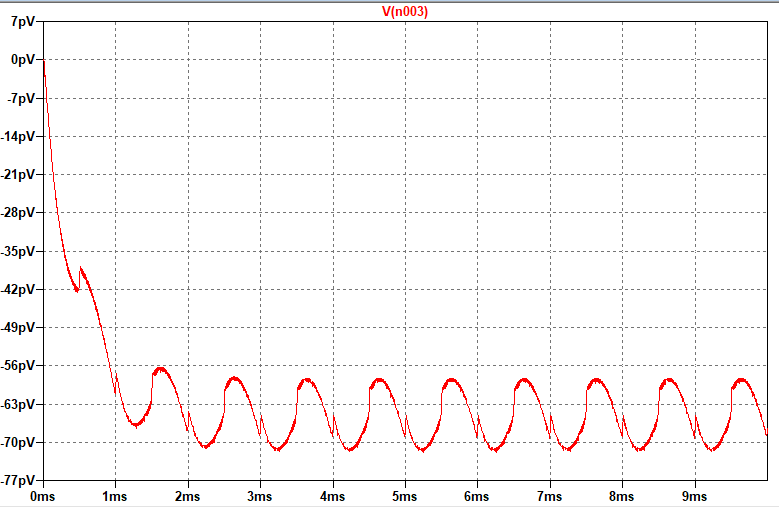 V(n003)
7pV
0pV
-7pV
-14pV
-21pV
-28pV
-35pV
-42pV
-49pV
-56pV
-63pV
-70pV
-77pV
0ms 1ms 2ms 3ms 4ms 5ms 6ms 7ms 8ms 9ms